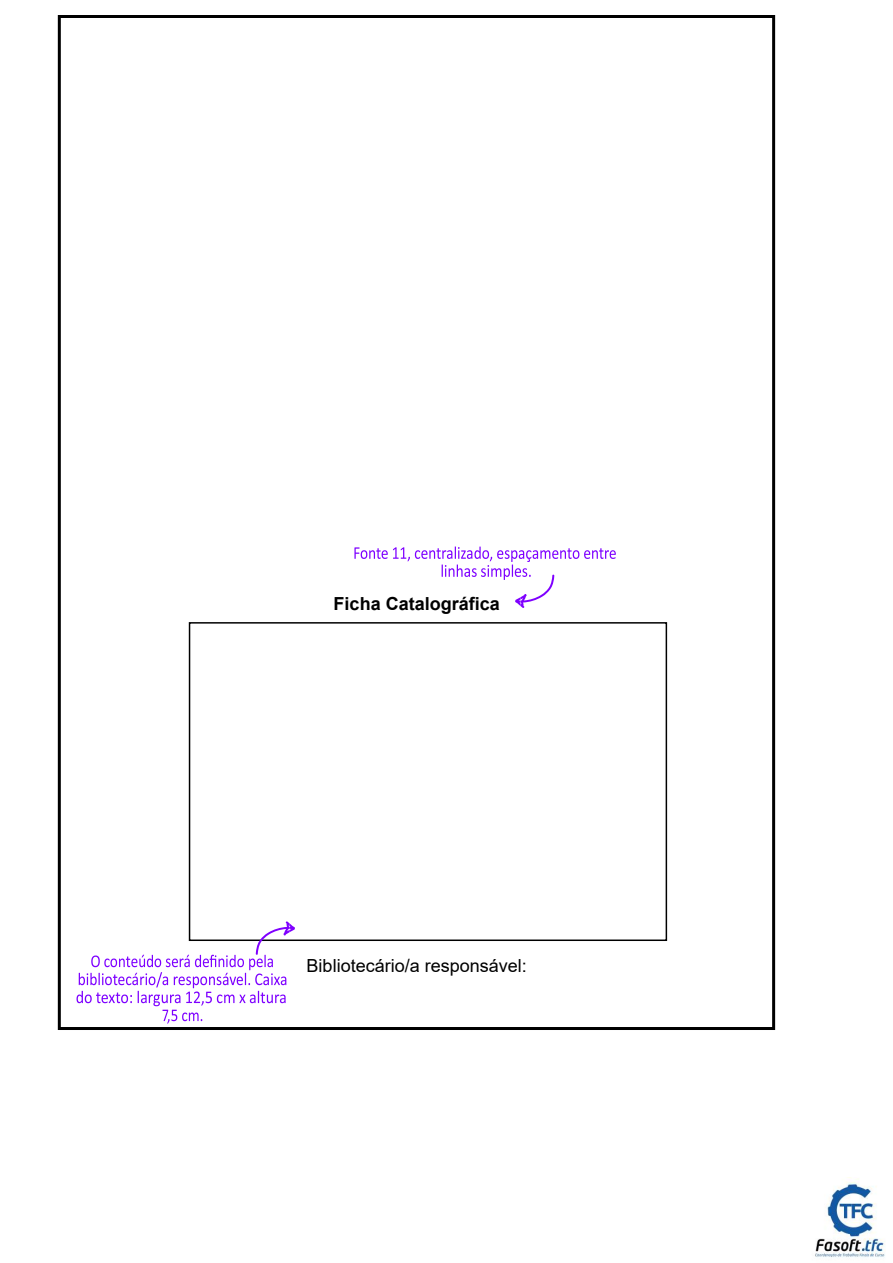 Fonte 11, centralizado, espaçamento entre
linhas simples.
Ficha Catalográfica
O conteúdo será definido pela
bibliotecário/a responsável. Caixa
do texto: largura 12,5 cm x altura
7,5 cm.
Bibliotecário/a responsável:
TFC
Fasoft.tfc